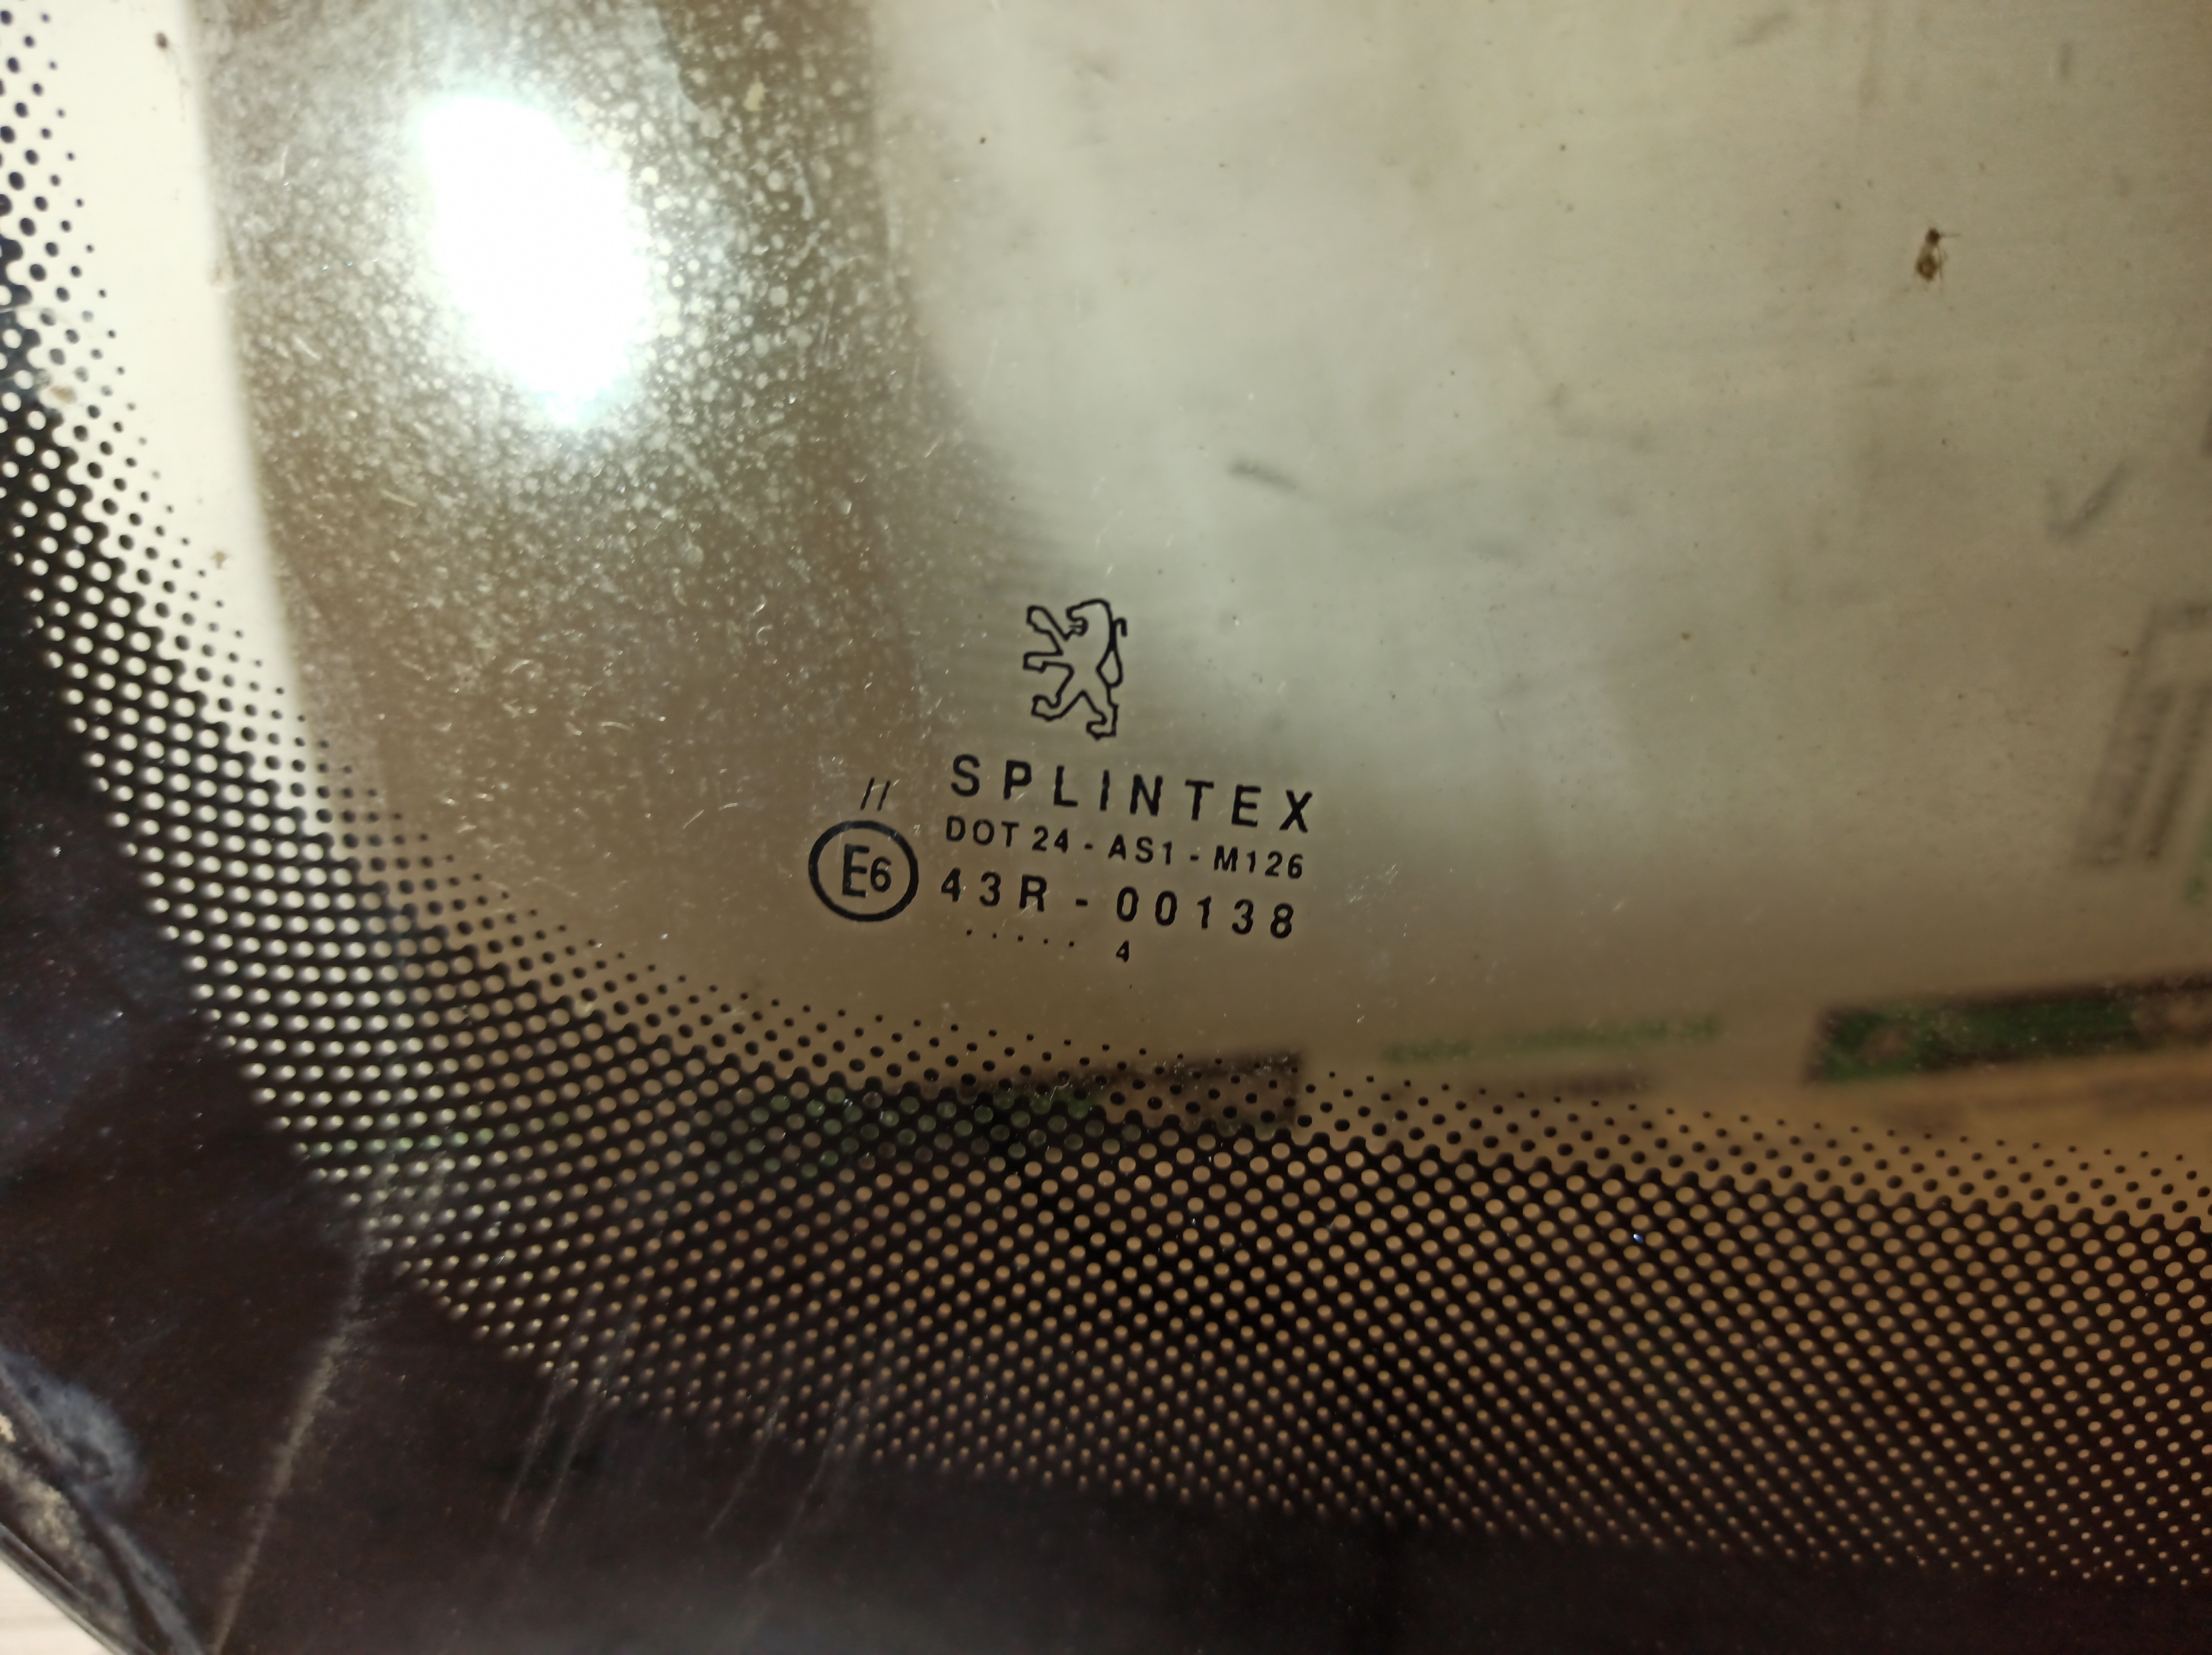 SPLINTEX
//
DOT 24 - AS1 - M126
E6 43R - 00138
. . . . . 4